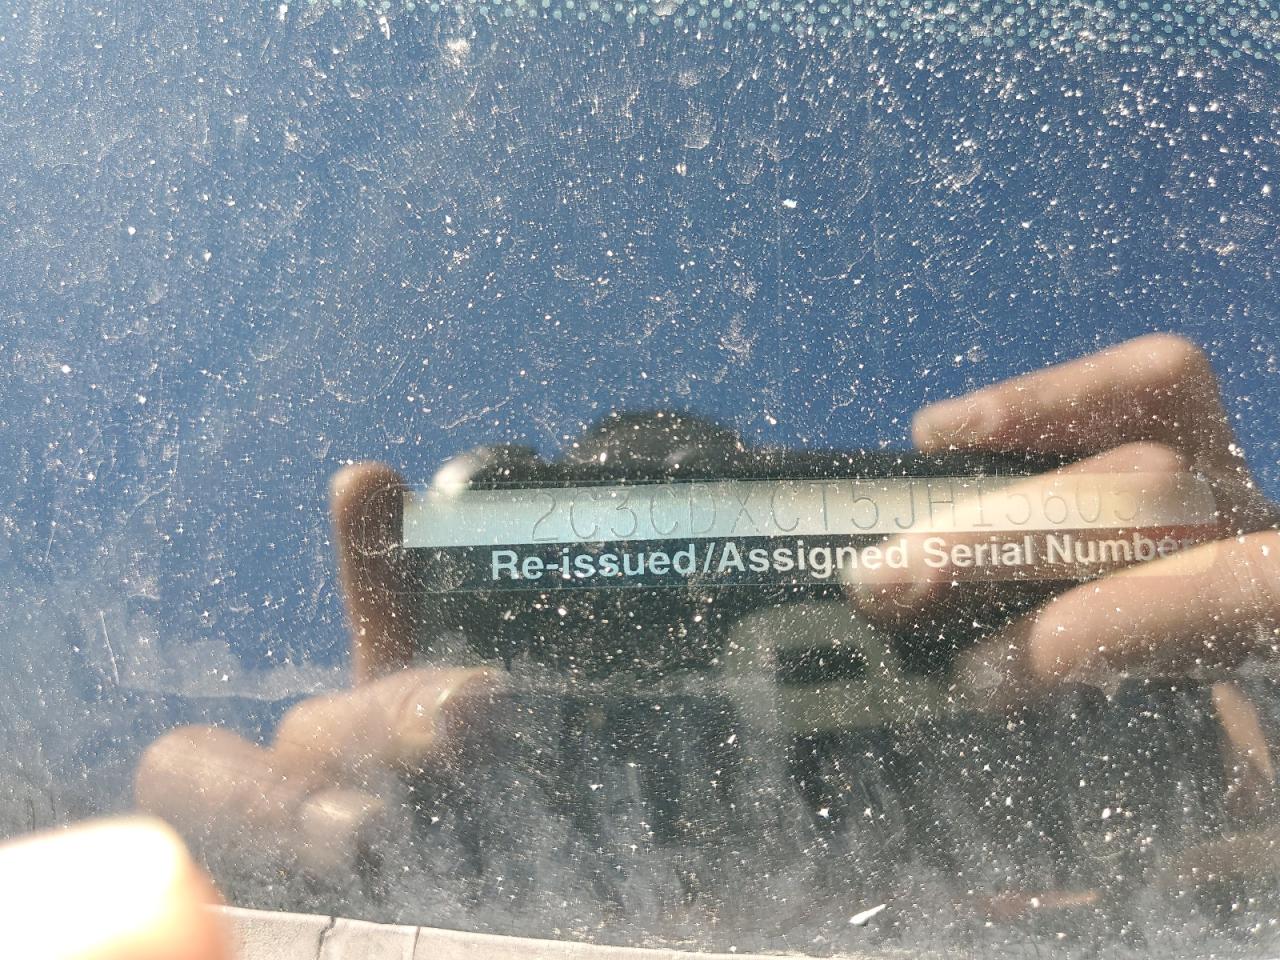 2C3CDXCT5JH15605
Re-issued/Assigned Serial Number